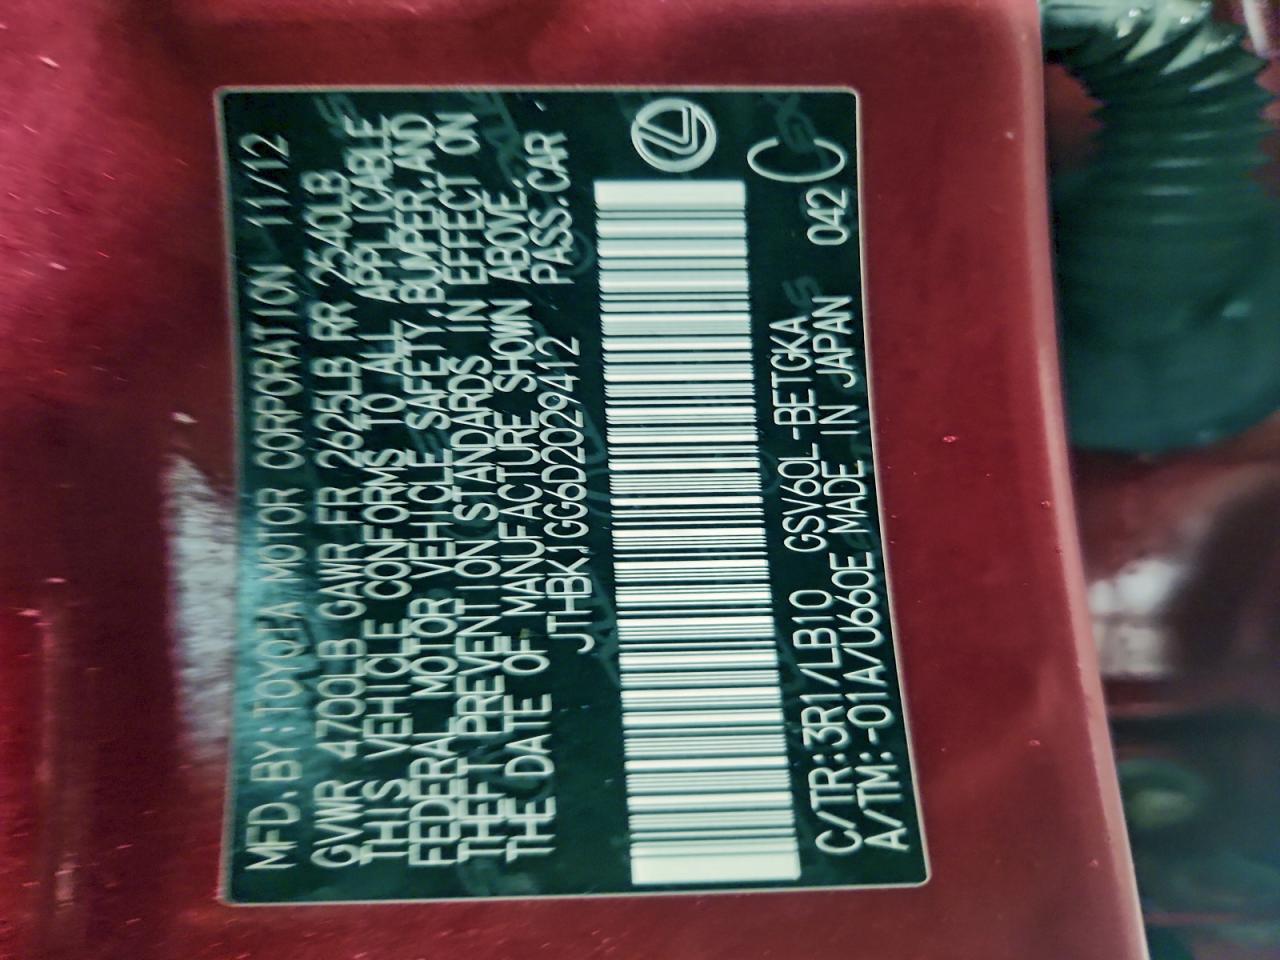 MFD. BY: TOYOTA MOTOR CORPORATION 11/12
GVWR 4700LB GAWR FR 2625LB RR 2540LB
THIS VEHICLE CONFORMS TO ALL APPLICABLE
FEDERAL MOTOR VEHICLE SAFETY, BUMPER, AND
THEFT PREVENTION STANDARDS IN EFFECT ON
THE DATE OF MANUFACTURE SHOWN ABOVE.
JTHBK1GG6D2029412 PASS. CAR
C/TR: 3R1/LB10 GSV60L-BETGKA
A/TM: -01A/U660E MADE IN JAPAN 042